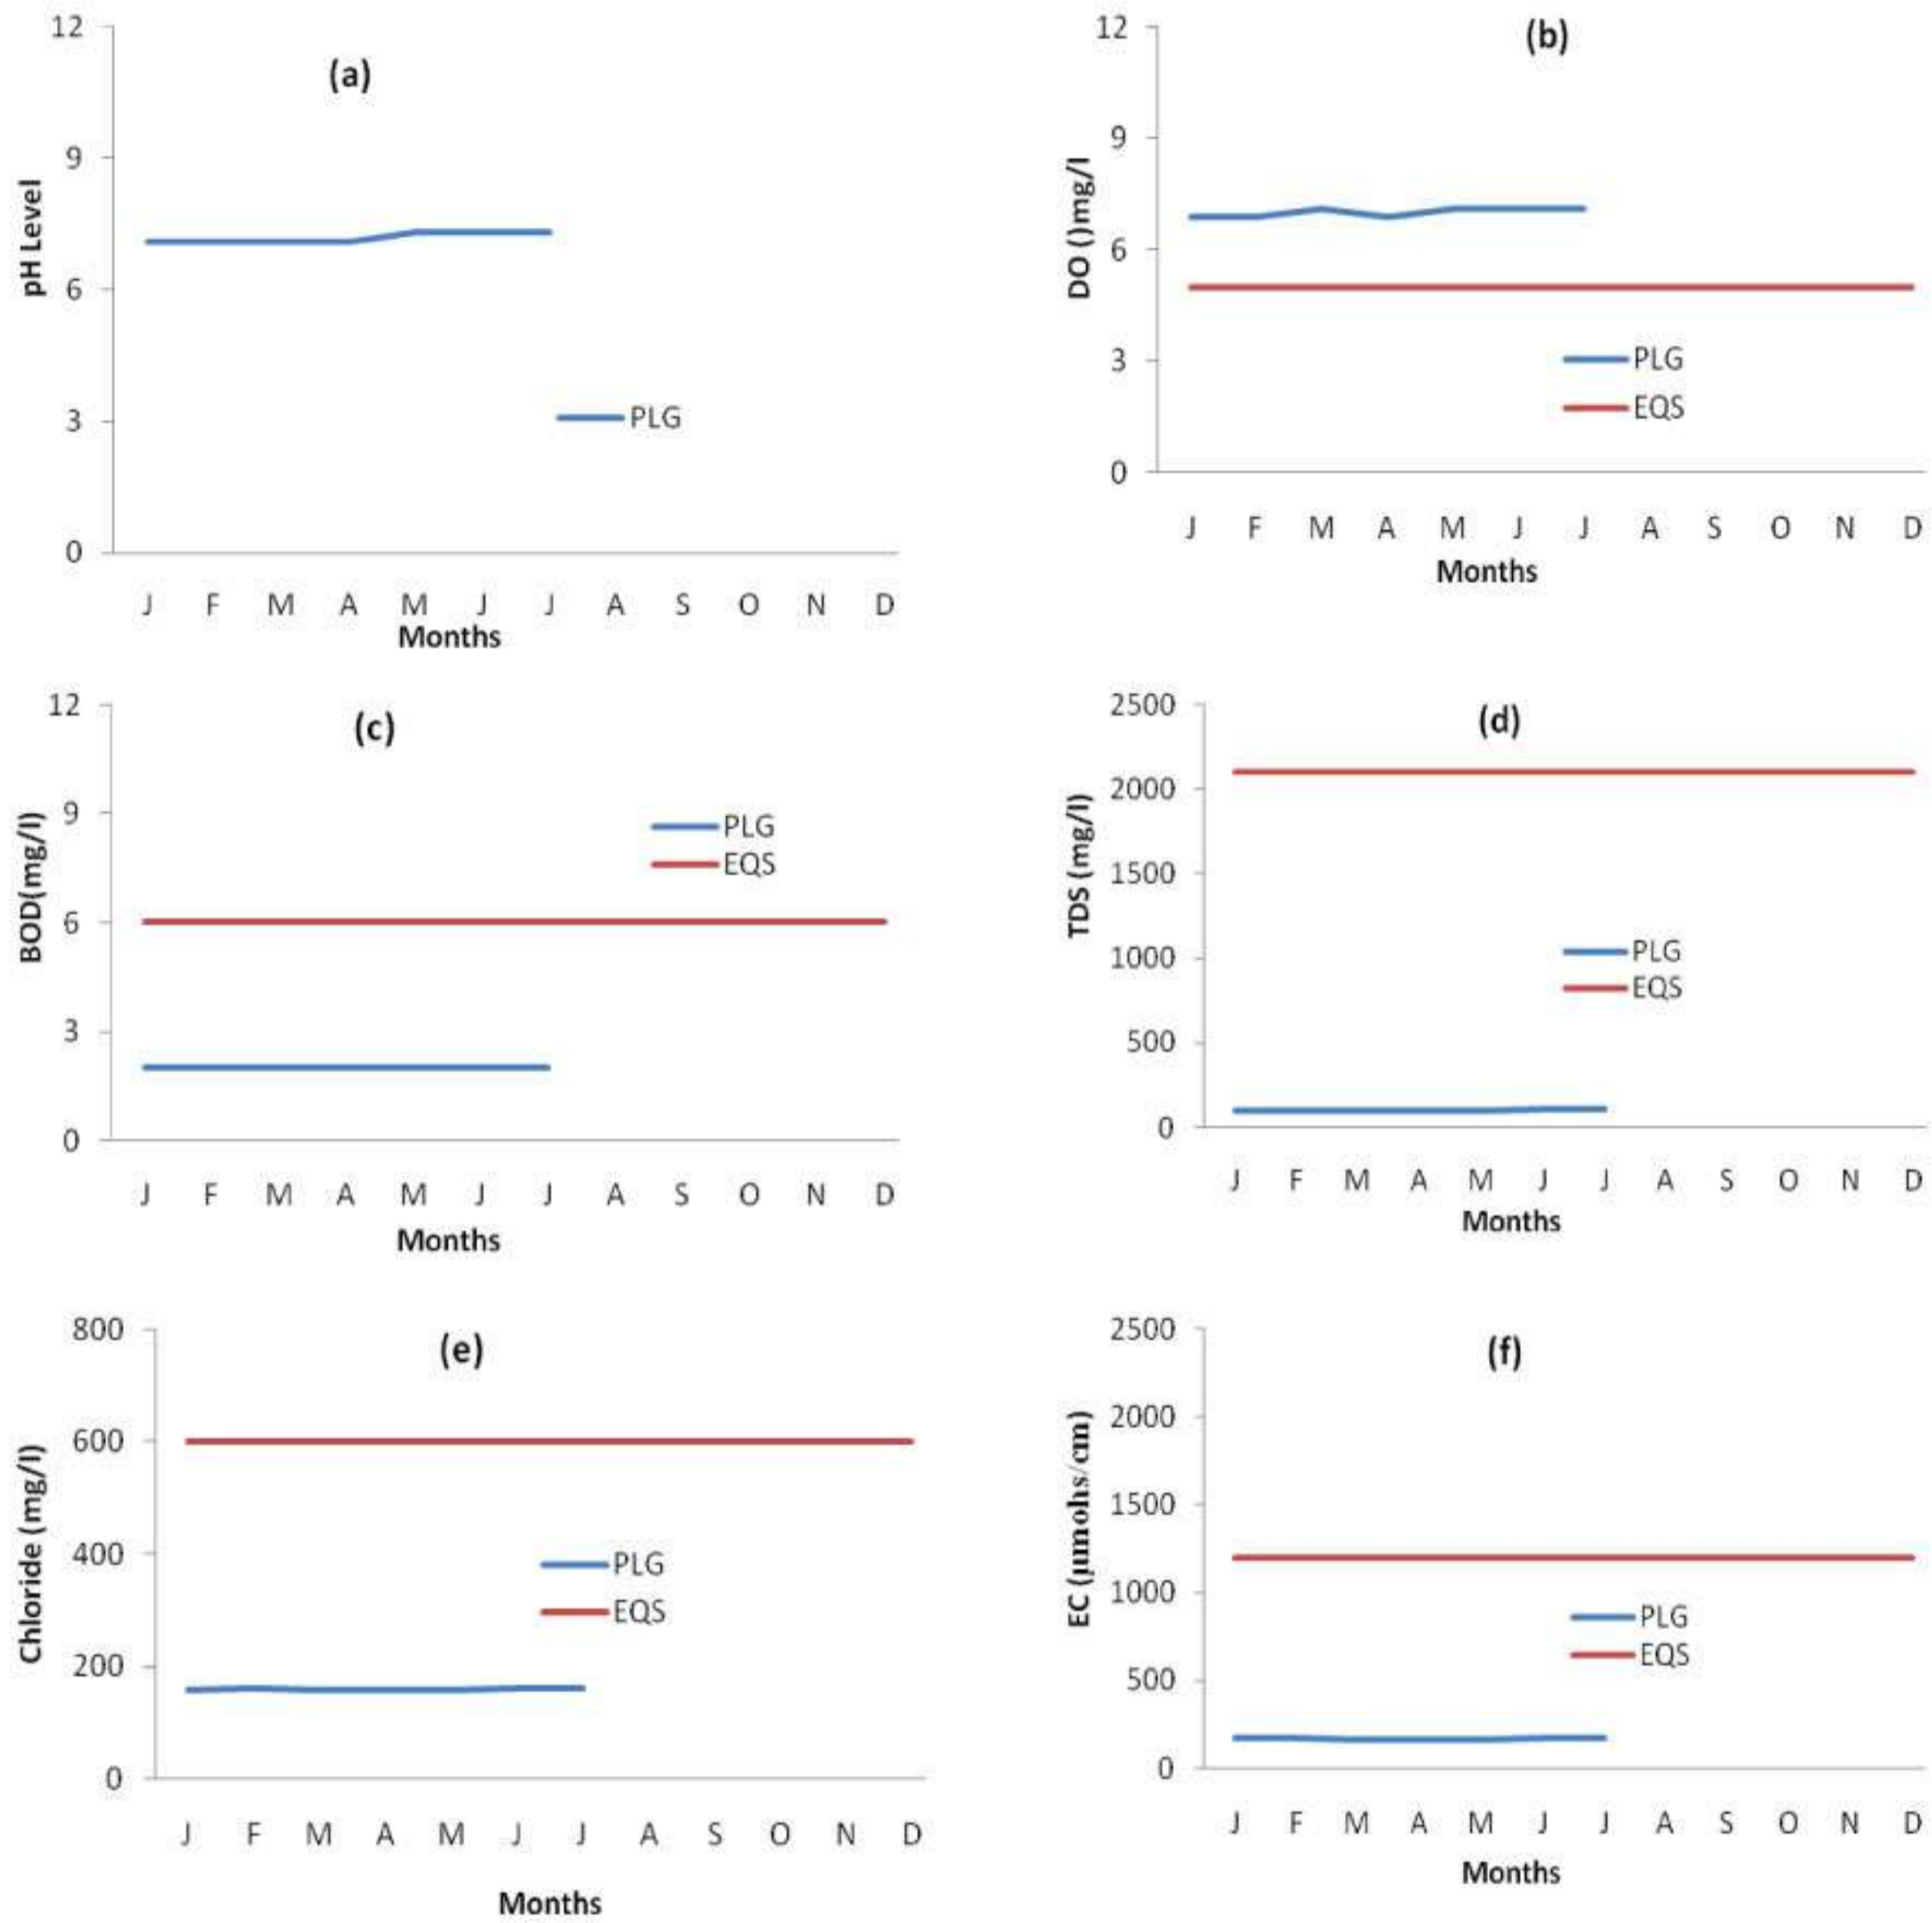 (a)
12
9
6
3
0
pH Level
PLG
J F M A M J J A S O N D
Months
(b)
12
9
6
3
0
DO ()mg/l
PLG
EQS
J F M A M J J A S O N D
Months
(c)
12
9
6
3
0
BOD(mg/l)
PLG
EQS
J F M A M J J A S O N D
Months
(d)
2500
2000
1500
1000
500
0
TDS (mg/l)
PLG
EQS
J F M A M J J A S O N D
Months
(e)
800
600
400
200
0
Chloride (mg/l)
PLG
EQS
J F M A M J J A S O N D
Months
(f)
2500
2000
1500
1000
500
0
EC (µmohs/cm)
PLG
EQS
J F M A M J J A S O N D
Months